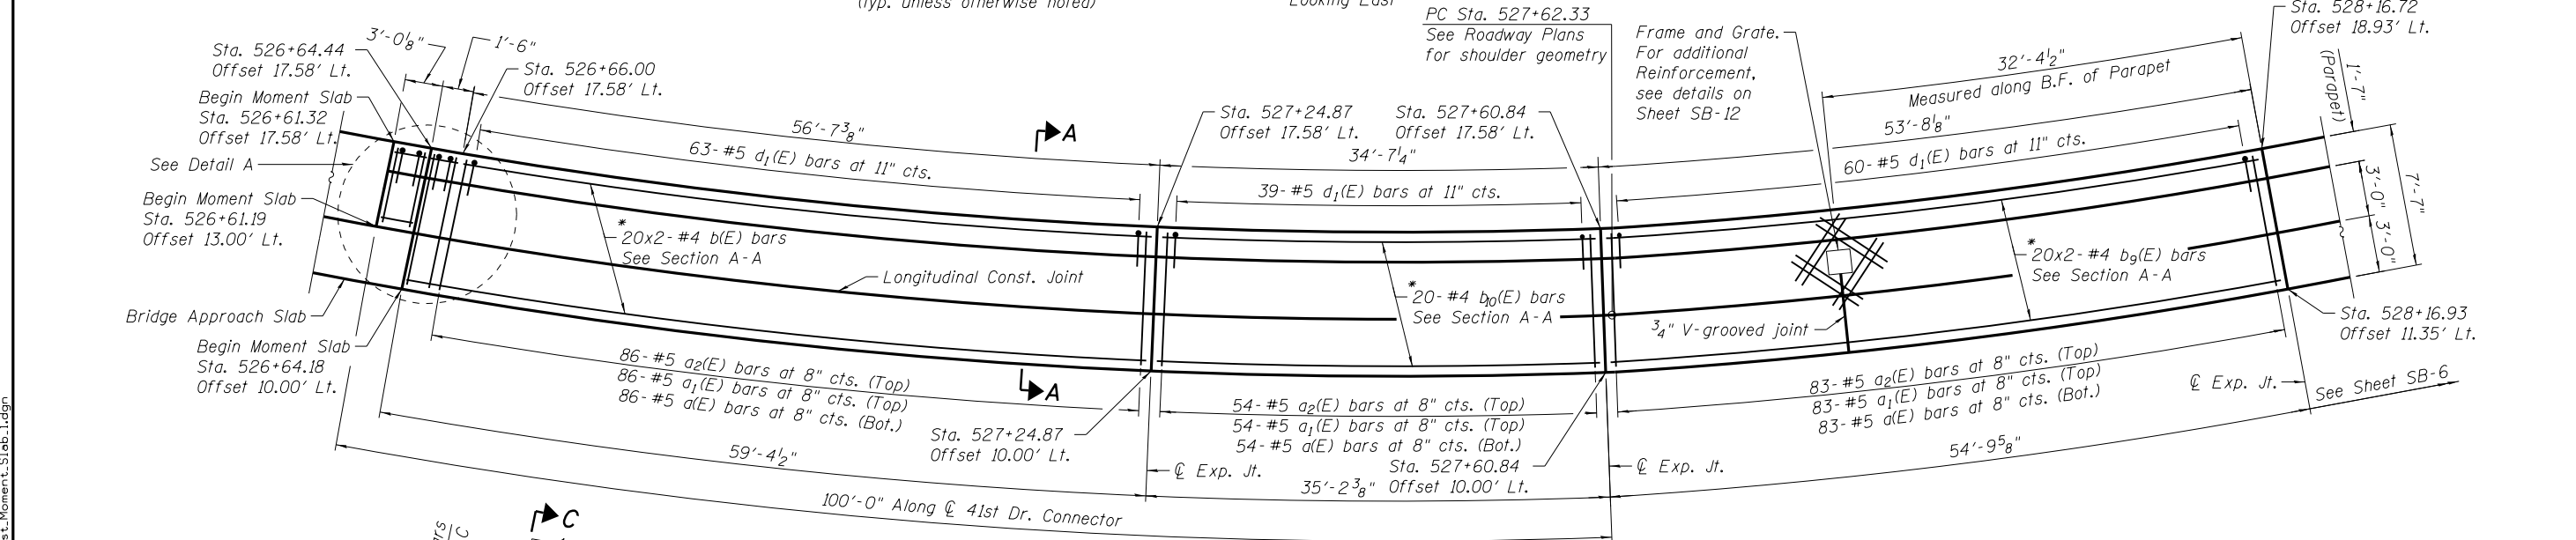 (Typ. unless otherwise noted)
Looking East
PC Sta. 527+62.33
See Roadway Plans
for shoulder geometry
Frame and Grate.
For additional
Reinforcement,
see details on
Sheet SB-12
Sta. 528+16.72
Offset 18.93' Lt.
3'-0⅛"
1'-6"
Sta. 526+64.44
Offset 17.58' Lt.
Sta. 526+66.00
Offset 17.58' Lt.
Begin Moment Slab
Sta. 526+61.32
Offset 17.58' Lt.
See Detail A
Begin Moment Slab
Sta. 526+61.19
Offset 13.00' Lt.
Bridge Approach Slab
Begin Moment Slab
Sta. 526+64.18
Offset 10.00' Lt.
56'-7⅜"
63-#5 d1(E) bars at 11" cts.
A
Sta. 527+24.87
Offset 17.58' Lt.
Sta. 527+60.84
Offset 17.58' Lt.
34'-7¼"
39-#5 d1(E) bars at 11" cts.
32'-4½"
Measured along B.F. of Parapet
53'-8⅛"
60-#5 d1(E) bars at 11" cts.
1'-7"
(Parapet)
3'-0"
3'-0"
7'-7"
*
20x2-#4 b(E) bars
See Section A-A
Longitudinal Const. Joint
*
20-#4 b10(E) bars
See Section A-A
*
20x2-#4 b9(E) bars
See Section A-A
¾" V-grooved joint
Sta. 528+16.93
Offset 11.35' Lt.
86-#5 a2(E) bars at 8" cts. (Top)
86-#5 a1(E) bars at 8" cts. (Top)
86-#5 a(E) bars at 8" cts. (Bot.)
A
Sta. 527+24.87
Offset 10.00' Lt.
54-#5 a2(E) bars at 8" cts. (Top)
54-#5 a1(E) bars at 8" cts. (Top)
54-#5 a(E) bars at 8" cts. (Bot.)
Sta. 527+60.84
Offset 10.00' Lt.
83-#5 a2(E) bars at 8" cts. (Top)
83-#5 a1(E) bars at 8" cts. (Top)
83-#5 a(E) bars at 8" cts. (Bot.)
℄ Exp. Jt.
See Sheet SB-6
59'-4½"
℄ Exp. Jt.
35'-2⅜"
℄ Exp. Jt.
54'-9⅝"
100'-0" Along ℄ 41st Dr. Connector
C